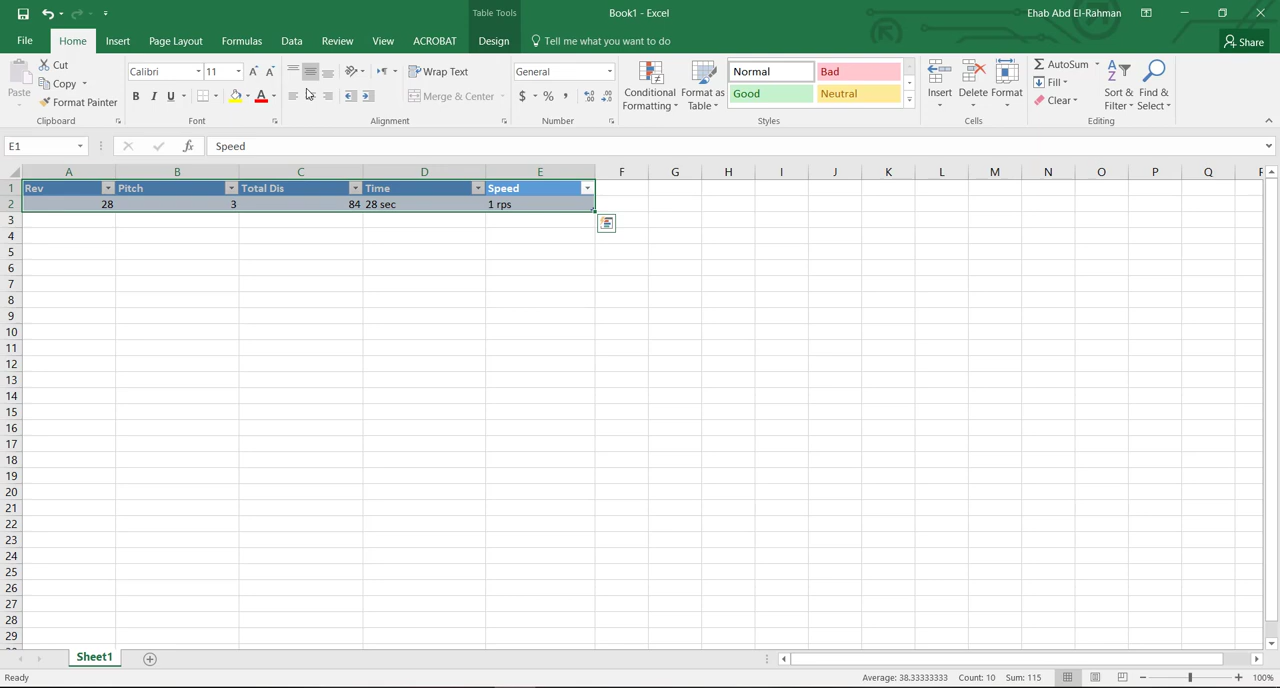 Table Tools
Book1 - Excel
Ehab Abd El-Rahman
File Home Insert Page Layout Formulas Data Review View ACROBAT Design Tell me what you want to do Share
Paste
Cut
Copy
Format Painter
Clipboard
Calibri 11
B I U
Font
Wrap Text
Merge & Center
Alignment
General
$ % ,
Number
Conditional Formatting
Format as Table
Normal Bad
Good Neutral
Styles
Insert Delete Format
Cells
AutoSum
Fill
Clear
Sort & Filter
Find & Select
Editing
E1 fx Speed
A B C D E F G H I J K L M N O P Q R
1 Rev Pitch Total Dis Time Speed
2 28 3 84 28 sec 1 rps
3
4
5
6
7
8
9
10
11
12
13
14
15
16
17
18
19
20
21
22
23
24
25
26
27
28
29
Sheet1
Ready Average: 38.33333333 Count: 10 Sum: 115 100%